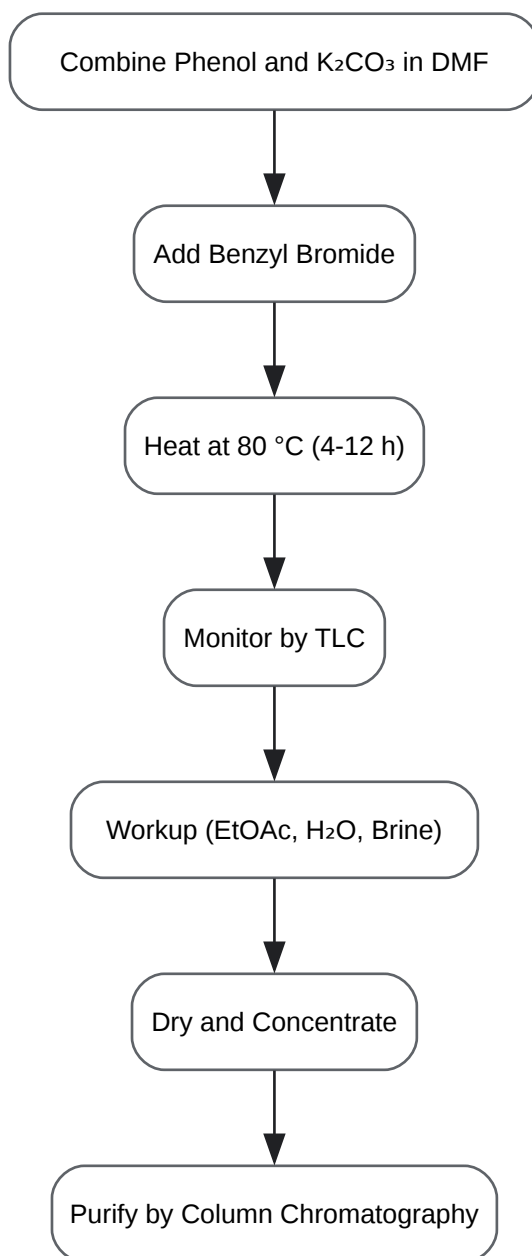 Combine Phenol and K₂CO₃ in DMF
Add Benzyl Bromide
Heat at 80 °C (4-12 h)
Monitor by TLC
Workup (EtOAc, H₂O, Brine)
Dry and Concentrate
Purify by Column Chromatography